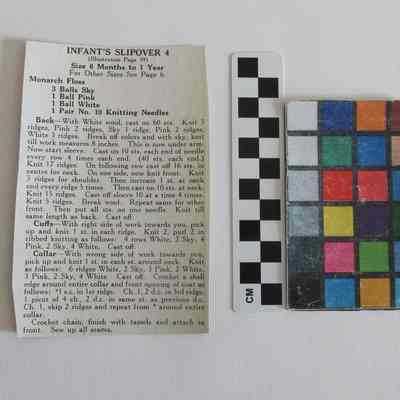 INFANT'S SLIPOVER 4
(Illustration Page 39)
Size 6 Months to 1 Year
For Other Sizes See Page 6
Monarch Floss
3 Balls Sky
1 Ball Pink
1 Ball White
1 Pair No. 10 Knitting Needles
Back—With White wool, cast on 60 sts. Knit 3
ridges, Pink 2 ridges, Sky 1 ridge, Pink 2 ridges,
White 3 ridges. Break off colors and with sky, knit
till work measures 8 inches. This is now under arm.
Now start sleeve. Cast on 10 sts. each end of needle
every row 4 times each end. (40 sts. each end.)
Knit 17 ridges. On following row cast off 16 sts. in
centre for neck. On one side, now knit front. Knit
3 ridges for shoulder. Then increase 1 st. at neck
end every ridge 5 times. Then cast on 10 sts. at neck.
Knit 15 ridges. Cast off sleeve 10 at a time 4 times.
Knit 5 ridges. Break wool. Repeat same for other
front. Then put all sts. on one needle. Knit till
same length as back. Cast off.
Cuffs—With right side of work towards you, pick
up and knit 1 st. in each ridge. Knit 2, purl 2 in
ribbed knitting as follows: 4 rows White, 2 Sky, 4
Pink, 2 Sky, 4 White. Cast off.
Collar—With wrong side of work towards you,
pick up and knit 1 st. in each st. around neck. Knit
as follows: 6 ridges White, 2 Sky, 3 Pink, 2 White,
3 Pink, 2 Sky, 4 White. Cast off. Crochet a shell
edge around entire collar and front opening of coat as
follows: *1 s.c. in 1st ridge. Ch. 1, 2 d.c. in 3rd ridge,
1 picot of 4 ch., 2 d.c. in same st. as previous d.c.
Ch. 1, skip 2 ridges and repeat from * around entire
collar.
Crochet chain, finish with tassels and attach as
front. Sew up all seams.
CM